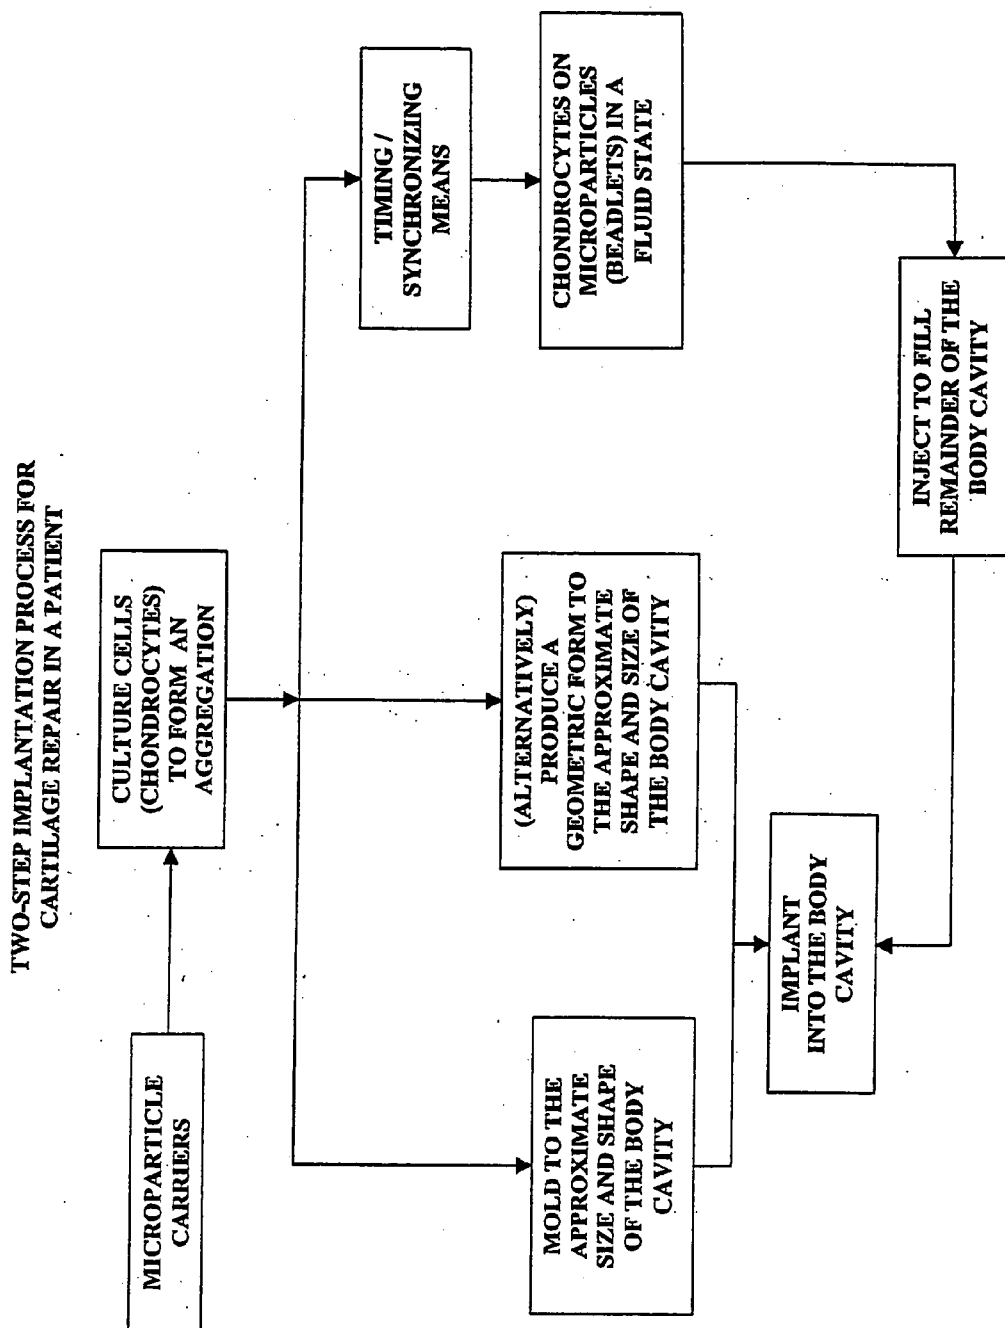 TWO-STEP IMPLANTATION PROCESS FOR
CARTILAGE REPAIR IN A PATIENT
MICROPARTICLE
CARRIERS
CULTURE CELLS
(CHONDROCYTES)
TO FORM AN
AGGREGATION
MOLD TO THE
APPROXIMATE
SIZE AND SHAPE
OF THE BODY
CAVITY
(ALTERNATIVELY)
PRODUCE A
GEOMETRIC FORM TO
THE APPROXIMATE
SHAPE AND SIZE OF
THE BODY CAVITY
TIMING /
SYNCHRONIZING
MEANS
CHONDROCYTES ON
MICROPARTICLES
(BEADLETS) IN A
FLUID STATE
IMPLANT
INTO THE BODY
CAVITY
INJECT TO FILL
REMAINDER OF THE
BODY CAVITY